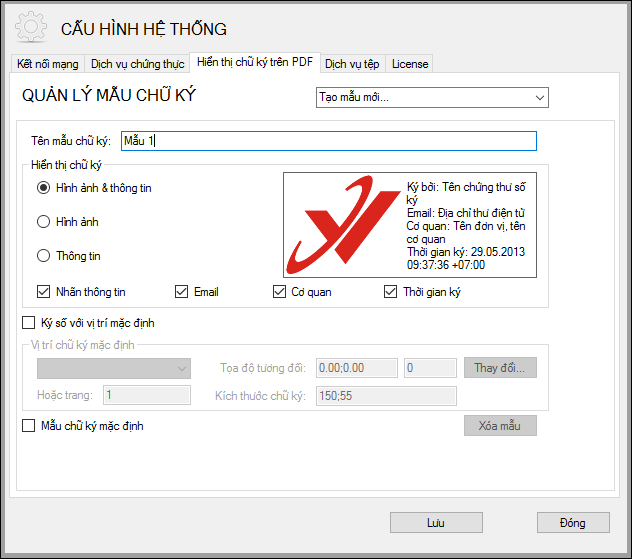 CẤU HÌNH HỆ THỐNG
Kết nối mạng Dịch vụ chứng thực Hiển thị chữ ký trên PDF Dịch vụ tệp License
QUẢN LÝ MẪU CHỮ KÝ
Tạo mẫu mới...
Tên mẫu chữ ký: Mẫu 1
Hiển thị chữ ký
Hình ảnh & thông tin
Hình ảnh
Thông tin
Ký bởi: Tên chứng thư số
ký
Email: Địa chỉ thư điện tử
Cơ quan: Tên đơn vị, tên
cơ quan
Thời gian ký: 29.05.2013
09:37:36 +07:00
Nhãn thông tin Email Cơ quan Thời gian ký
Ký số với vị trí mặc định
Vị trí chữ ký mặc định
Tọa độ tương đối: 0.00;0.00 0 Thay đổi...
Hoặc trang: 1 Kích thước chữ ký: 150;55
Mẫu chữ ký mặc định Xóa mẫu
Lưu Đóng